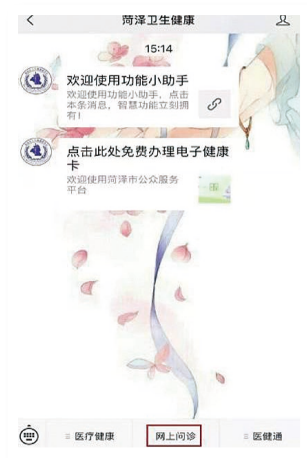 菏泽卫生健康
15:14
欢迎使用功能小助手
欢迎使用功能小助手，点击
本条消息，智慧功能立刻拥
有!
点击此处免费办理电子健康
卡
欢迎使用菏泽市公众服务
平台
医疗健康
网上问诊
医健通